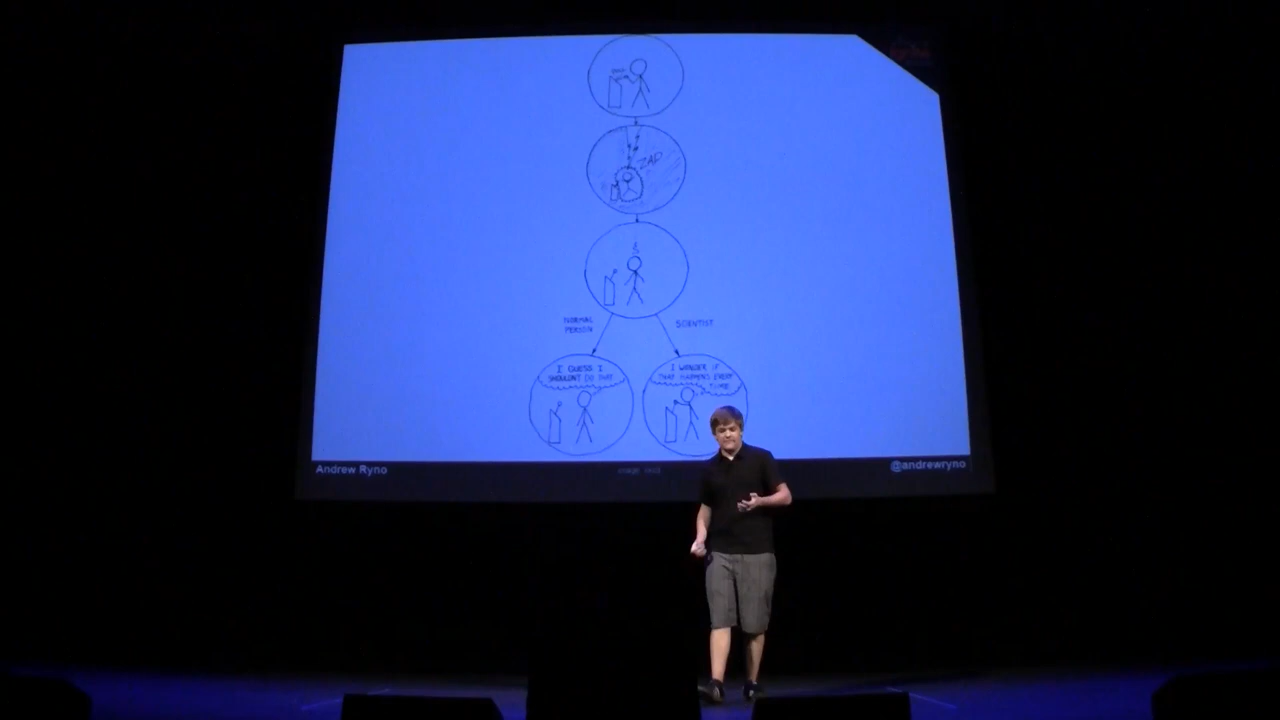 ZAP
NORMAL
PERSON
SCIENTIST
I GUESS I
SHOULDN'T DO THAT
I WONDER IF
THAT HAPPENS EVERY
TIME
Andrew Ryno
@andrewryno